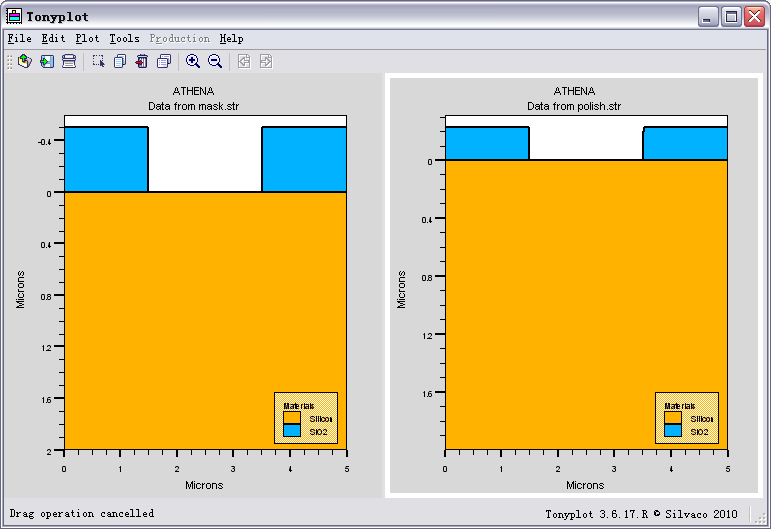 Tonyplot
File Edit Plot Tools Production Help
ATHENA
Data from mask.str
-0.4
0
0.4
0.8
1.2
1.6
2
Microns
Materials
Silicon
SiO2
0 1 2 3 4 5
Microns
ATHENA
Data from polish.str
0
0.4
0.8
1.2
1.6
Microns
Materials
Silicon
SiO2
0 1 2 3 4 5
Microns
Drag operation cancelled
Tonyplot 3.6.17.R © Silvaco 2010